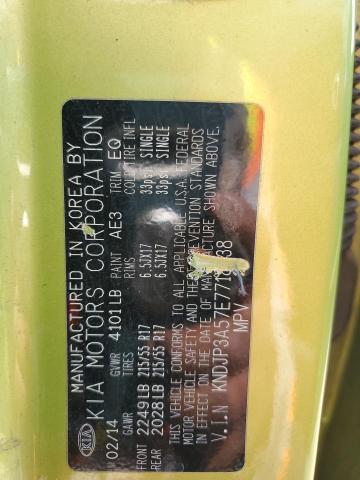 MANUFACTURED IN KOREA BY
KIA KIA MOTORS CORPORATION
02/14 GVWR 4101LB PAINT AE3 TRIM EQ
GAWR TIRES COLD TIRE INFL
FRONT 2249LB 215/55 R17 6.5JX17 33psi SINGLE
REAR 2028LB 215/55 R17 6.5JX17 33psi SINGLE
THIS VEHICLE CONFORMS TO ALL APPLICABLE U.S.A. FEDERAL
MOTOR VEHICLE SAFETY AND THEFT PREVENTION STANDARDS
IN EFFECT ON THE DATE OF MANUFACTURE SHOWN ABOVE.
V.I.N
MPV